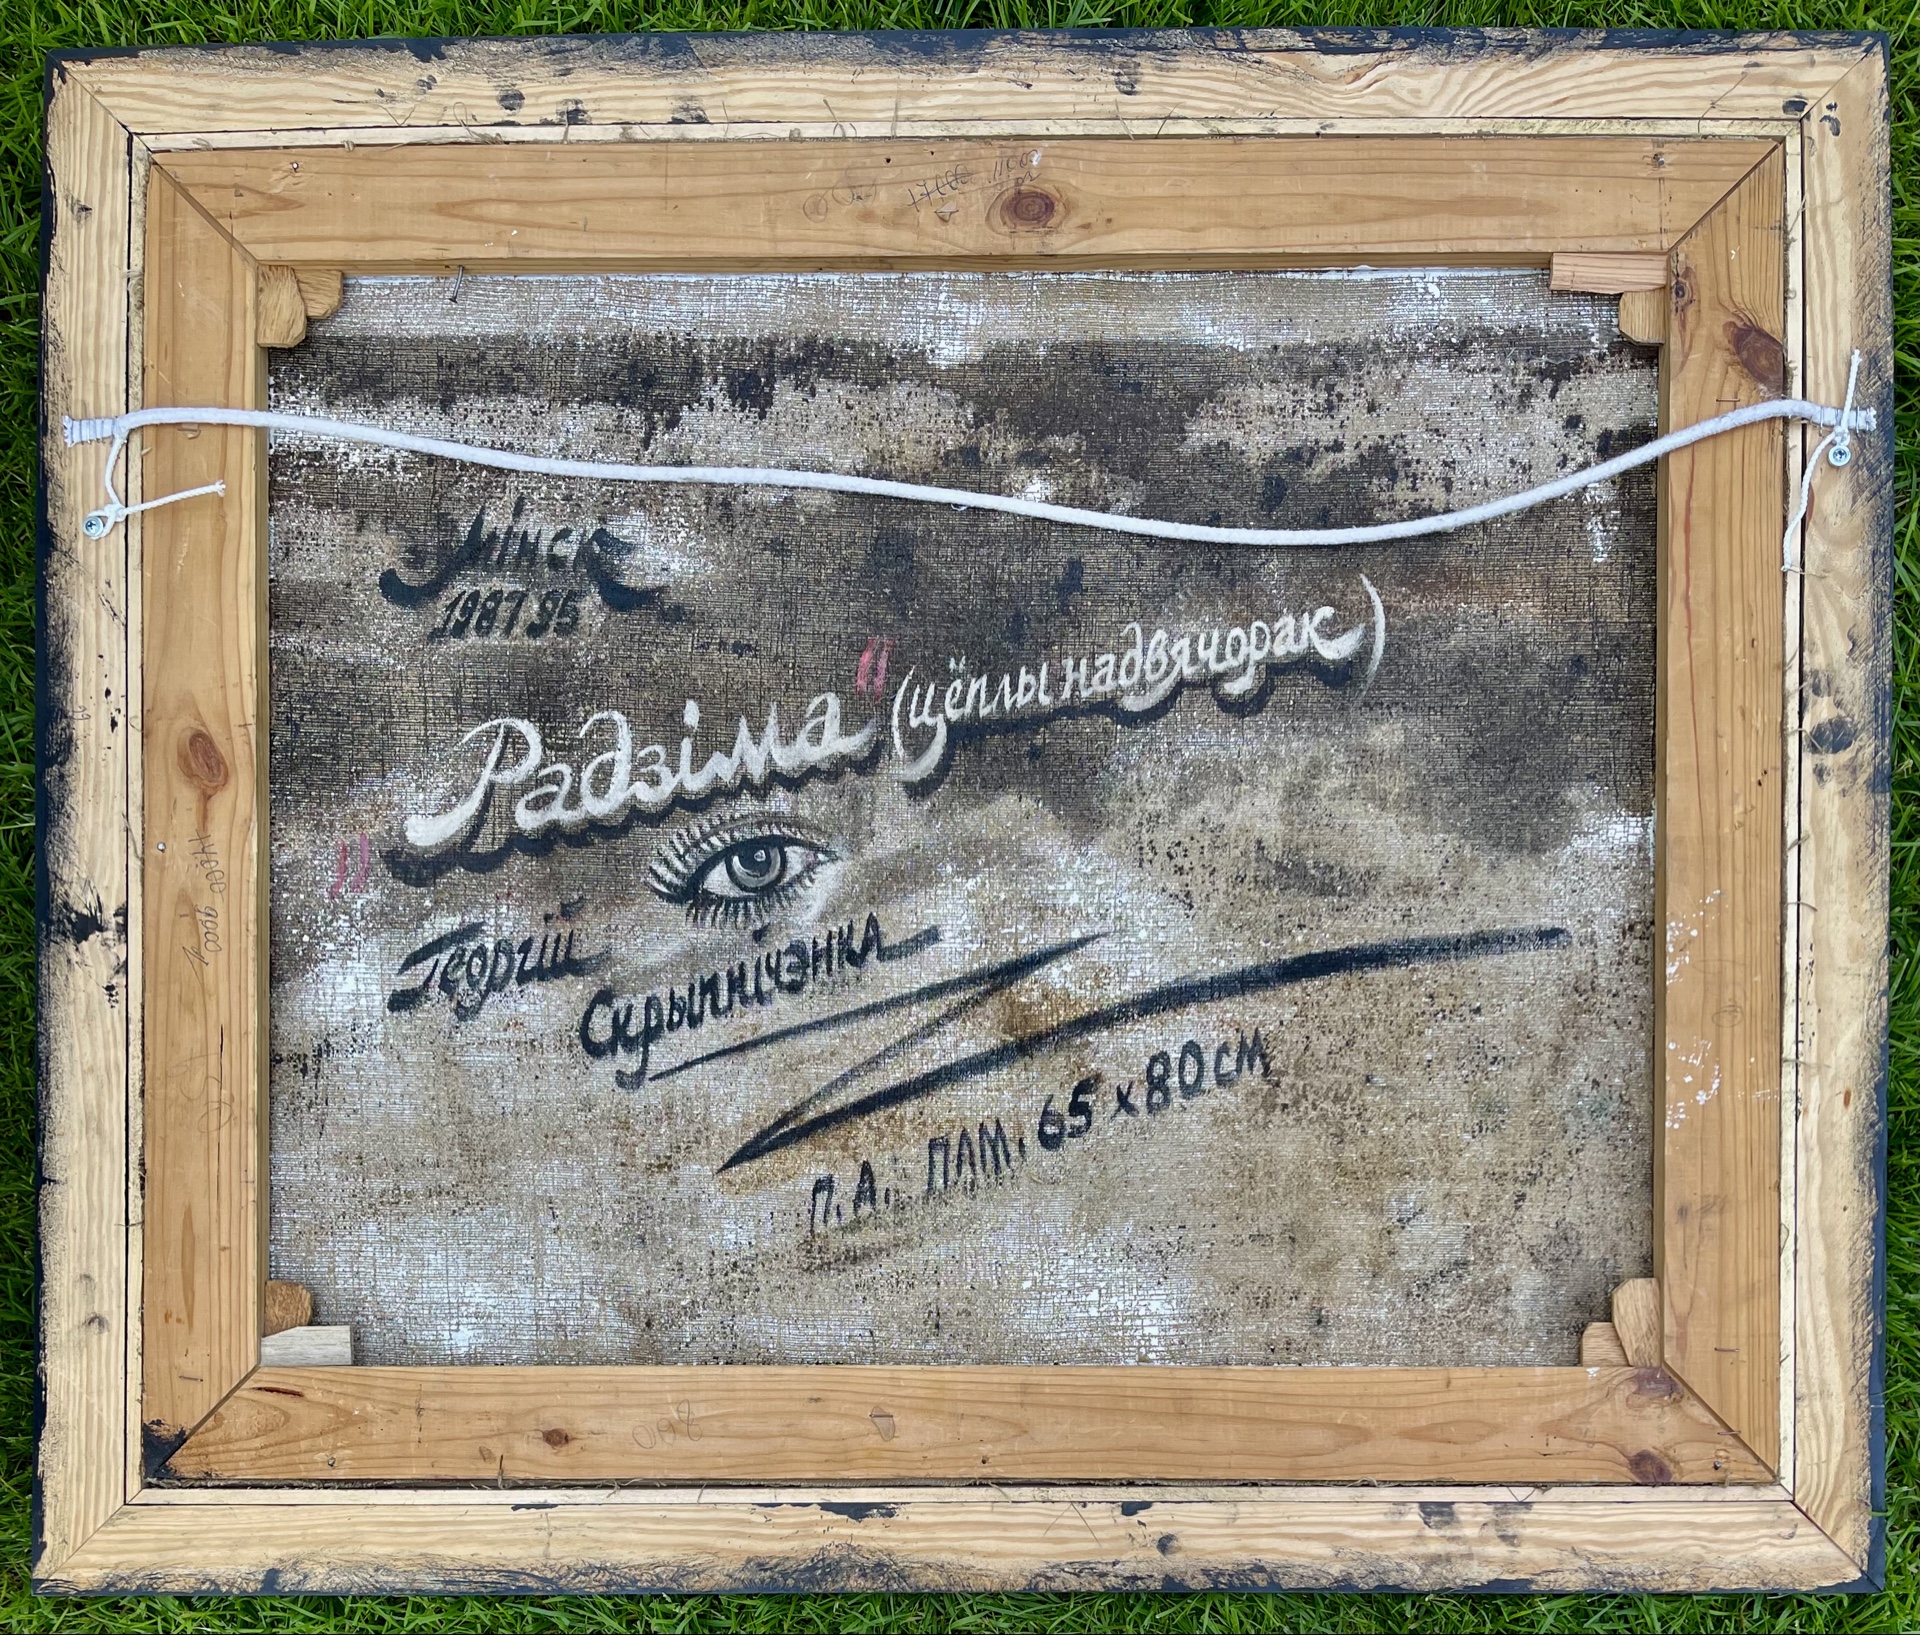 Мінск
1987 95
"Радзіма" (цёплы надвячорак)
Георгій
Скрыпнічэнка
П.А. ПАМ. 65 х 80 см